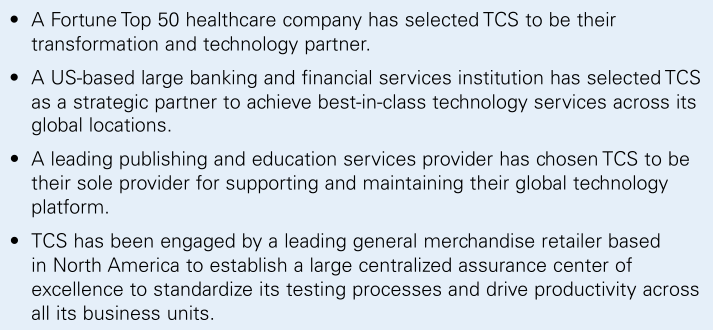 • A Fortune Top 50 healthcare company has selected TCS to be their
transformation and technology partner.
• A US-based large banking and financial services institution has selected TCS
as a strategic partner to achieve best-in-class technology services across its
global locations.
• A leading publishing and education services provider has chosen TCS to be
their sole provider for supporting and maintaining their global technology
platform.
• TCS has been engaged by a leading general merchandise retailer based
in North America to establish a large centralized assurance center of
excellence to standardize its testing processes and drive productivity across
all its business units.